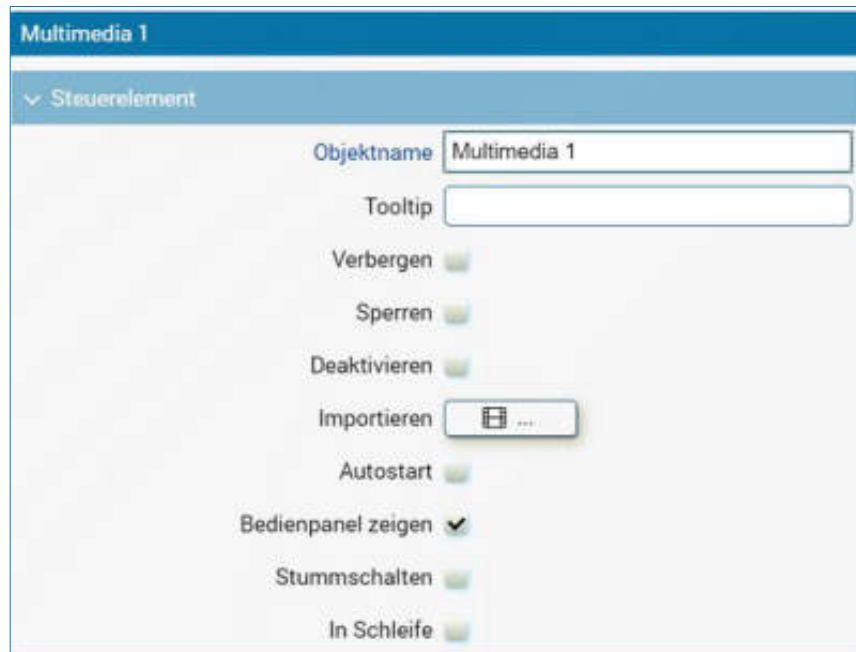 Multimedia 1
Steuerelement
Objektname Multimedia 1
Tooltip
Verbergen
Sperren
Deaktivieren
Importieren ...
Autostart
Bedienpanel zeigen
Stummschalten
In Schleife